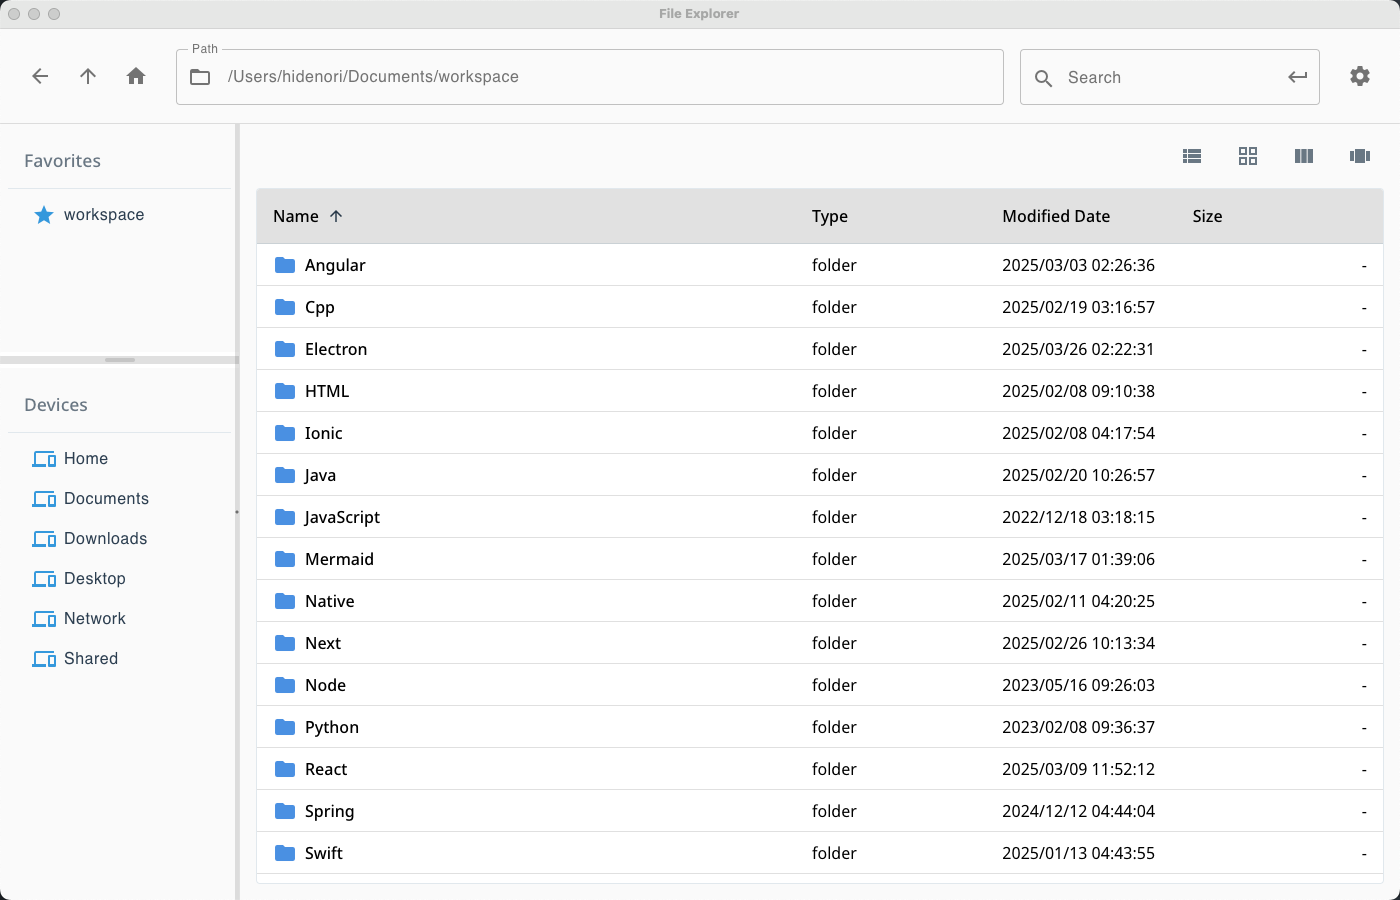 File Explorer
Path
/Users/hidenori/Documents/workspace
Search
Favorites
workspace
Devices
Home
Documents
Downloads
Desktop
Network
Shared
Name Type Modified Date Size
Angular folder 2025/03/03 02:26:36 -
Cpp folder 2025/02/19 03:16:57 -
Electron folder 2025/03/26 02:22:31 -
HTML folder 2025/02/08 09:10:38 -
Ionic folder 2025/02/08 04:17:54 -
Java folder 2025/02/20 10:26:57 -
JavaScript folder 2022/12/18 03:18:15 -
Mermaid folder 2025/03/17 01:39:06 -
Native folder 2025/02/11 04:20:25 -
Next folder 2025/02/26 10:13:34 -
Node folder 2023/05/16 09:26:03 -
Python folder 2023/02/08 09:36:37 -
React folder 2025/03/09 11:52:12 -
Spring folder 2024/12/12 04:44:04 -
Swift folder 2025/01/13 04:43:55 -